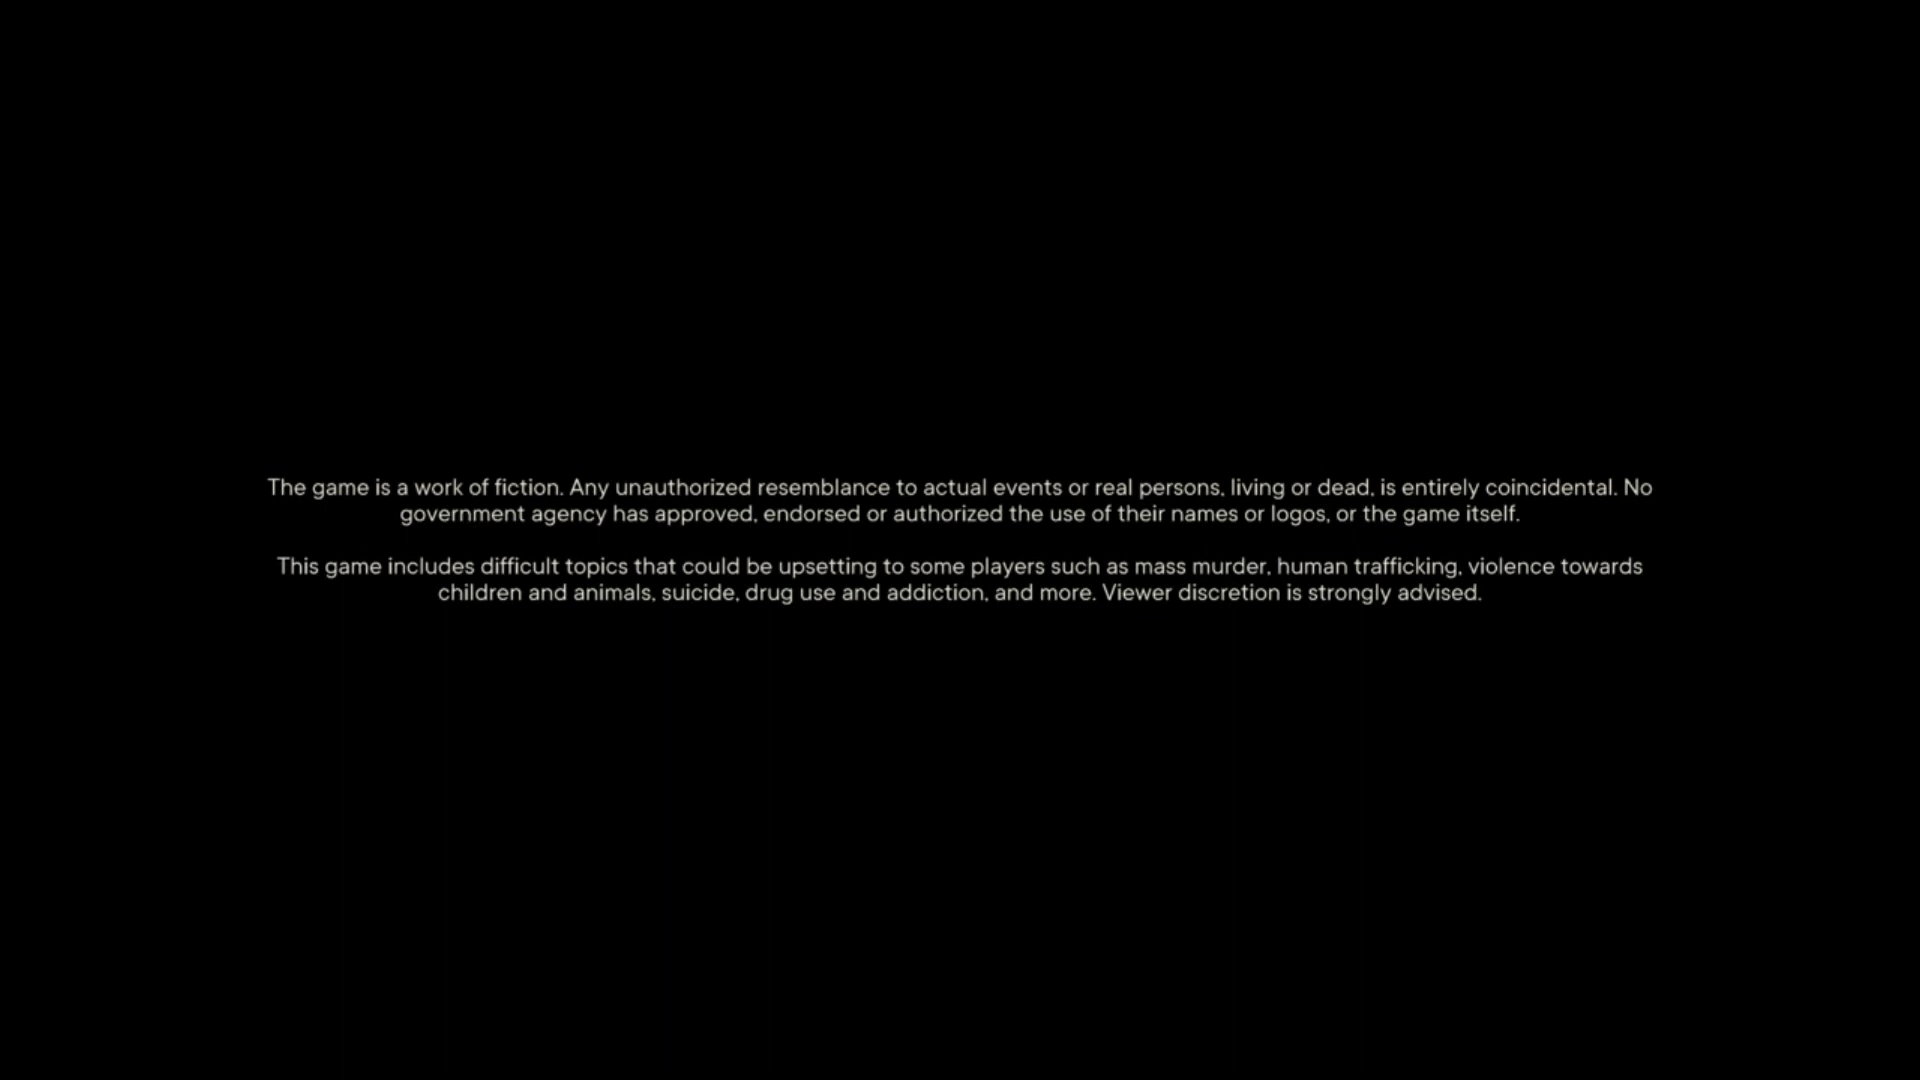 The game is a work of fiction. Any unauthorized resemblance to actual events or real persons, living or dead, is entirely coincidental. No
government agency has approved, endorsed or authorized the use of their names or logos, or the game itself.
This game includes difficult topics that could be upsetting to some players such as mass murder, human trafficking, violence towards
children and animals, suicide, drug use and addiction, and more. Viewer discretion is strongly advised.